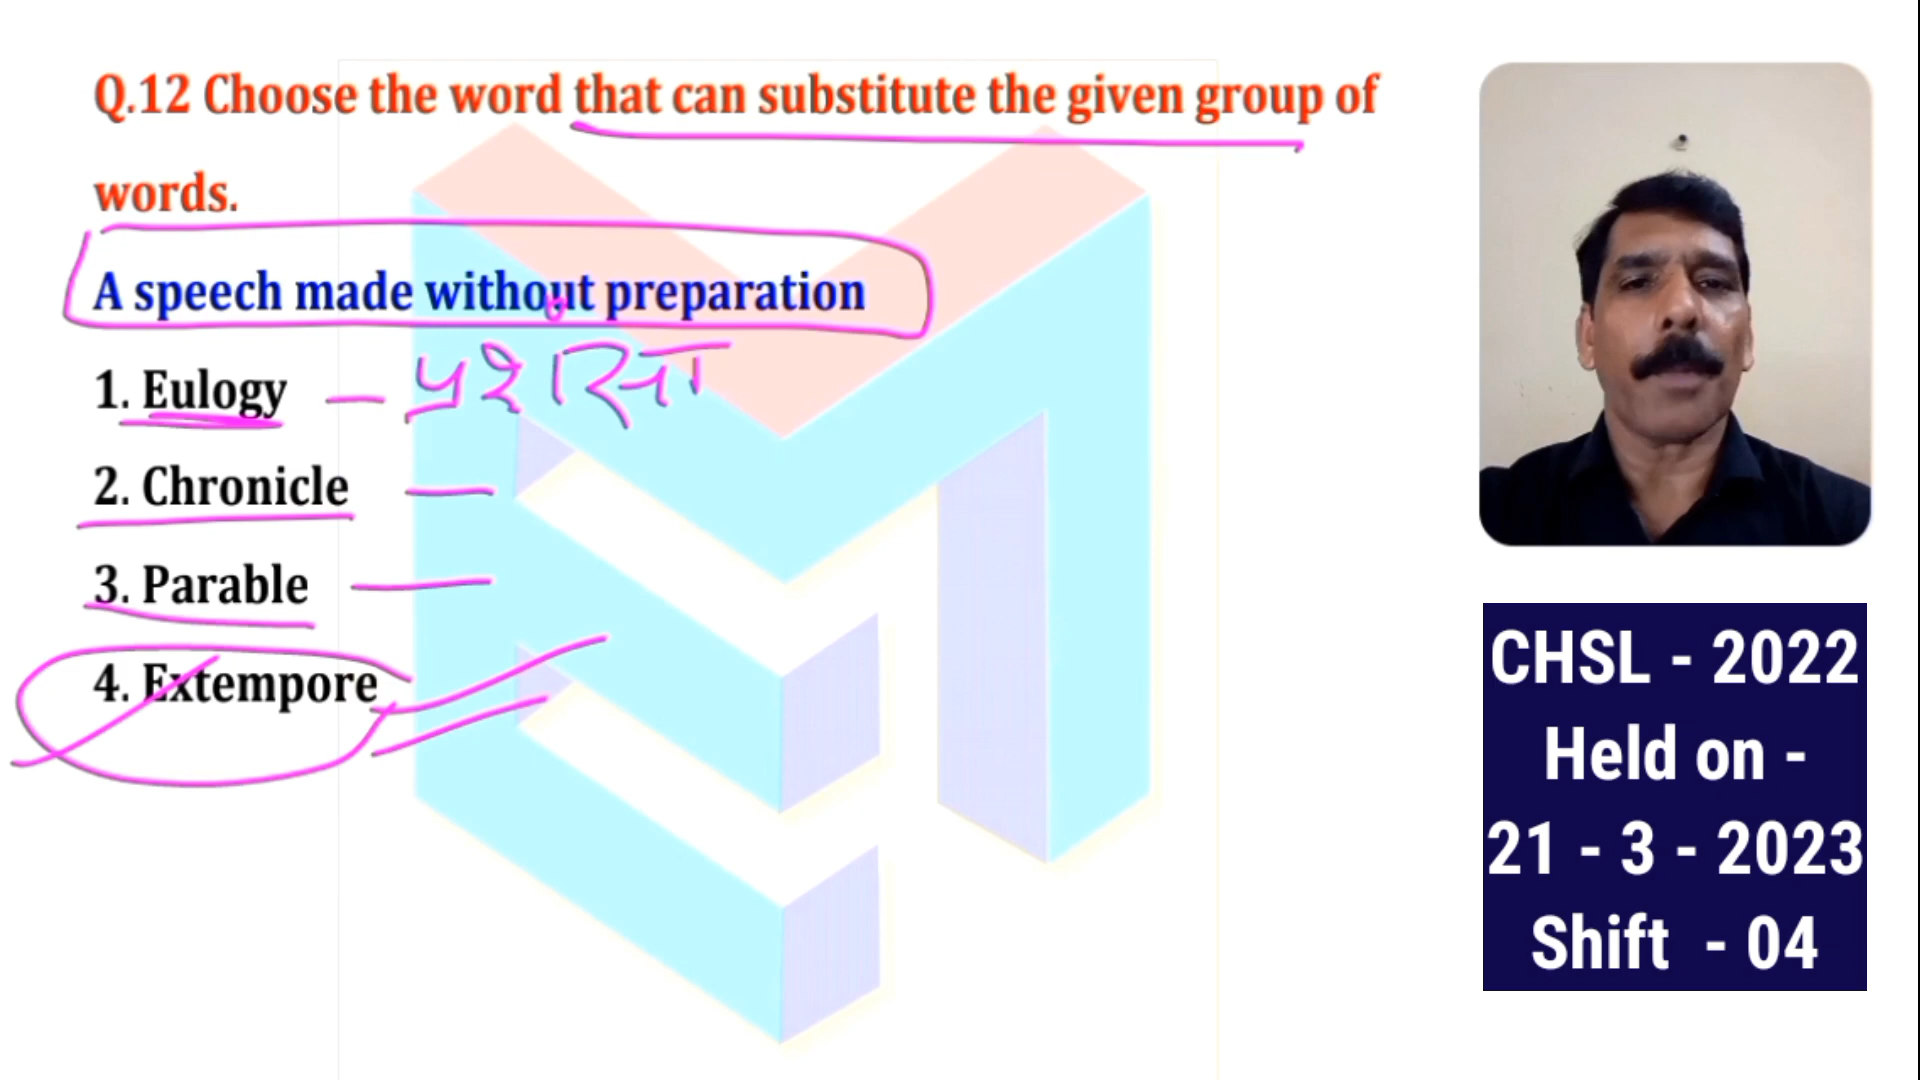 Q.12 Choose the word that can substitute the given group of
words.
A speech made without preparation
1. Eulogy – प्रशंसा
2. Chronicle –
3. Parable –
4. Extempore
CHSL - 2022
Held on -
21 - 3 - 2023
Shift - 04